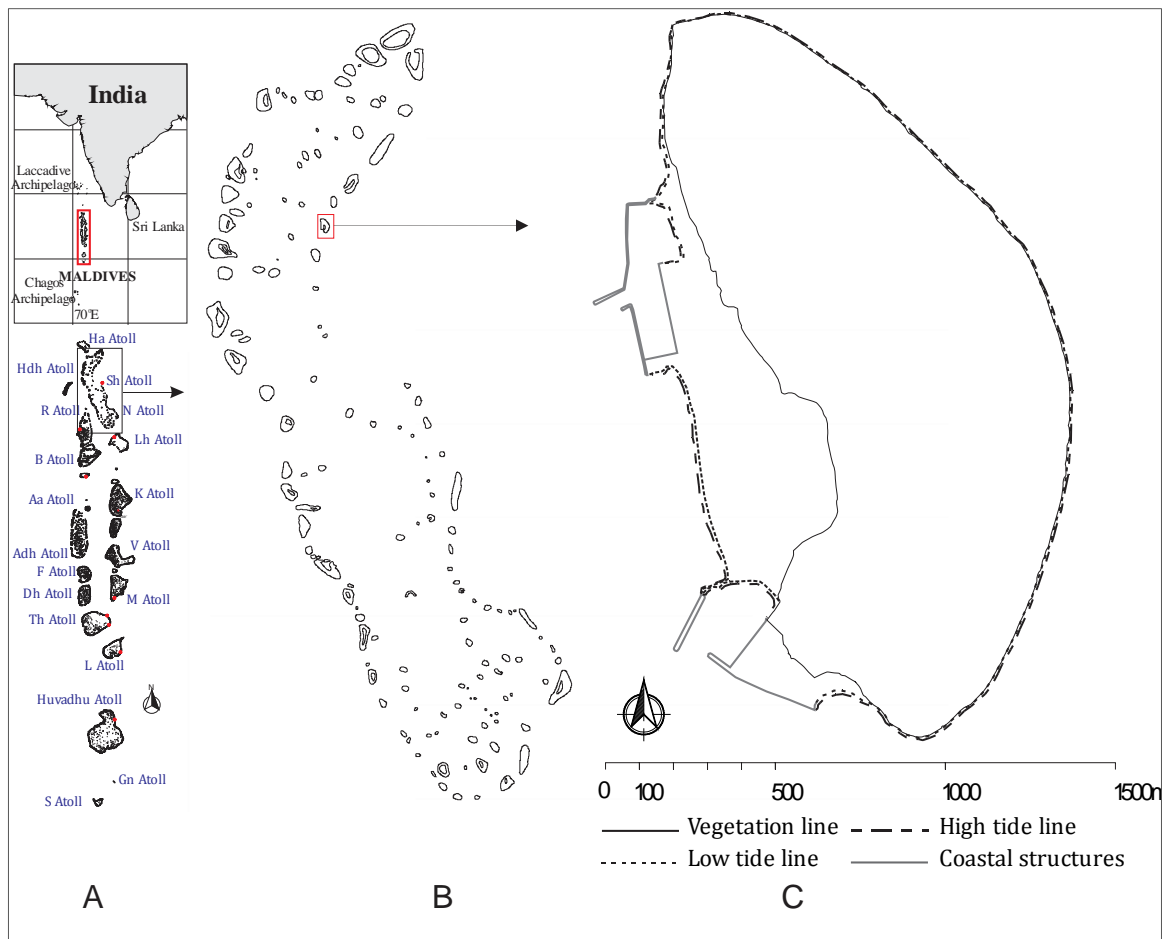 India
Laccadive
Archipelago
Sri Lanka
MALDIVES
Chagos
Archipelago
70°E
Ha Atoll
Hdh Atoll
Sh Atoll
R Atoll
N Atoll
Lh Atoll
B Atoll
Aa Atoll
K Atoll
Adh Atoll
V Atoll
F Atoll
Dh Atoll
M Atoll
Th Atoll
L Atoll
Huvadhu Atoll
N
Gn Atoll
S Atoll
0 100 500 1000 1500m
Vegetation line High tide line
Low tide line Coastal structures
A B C